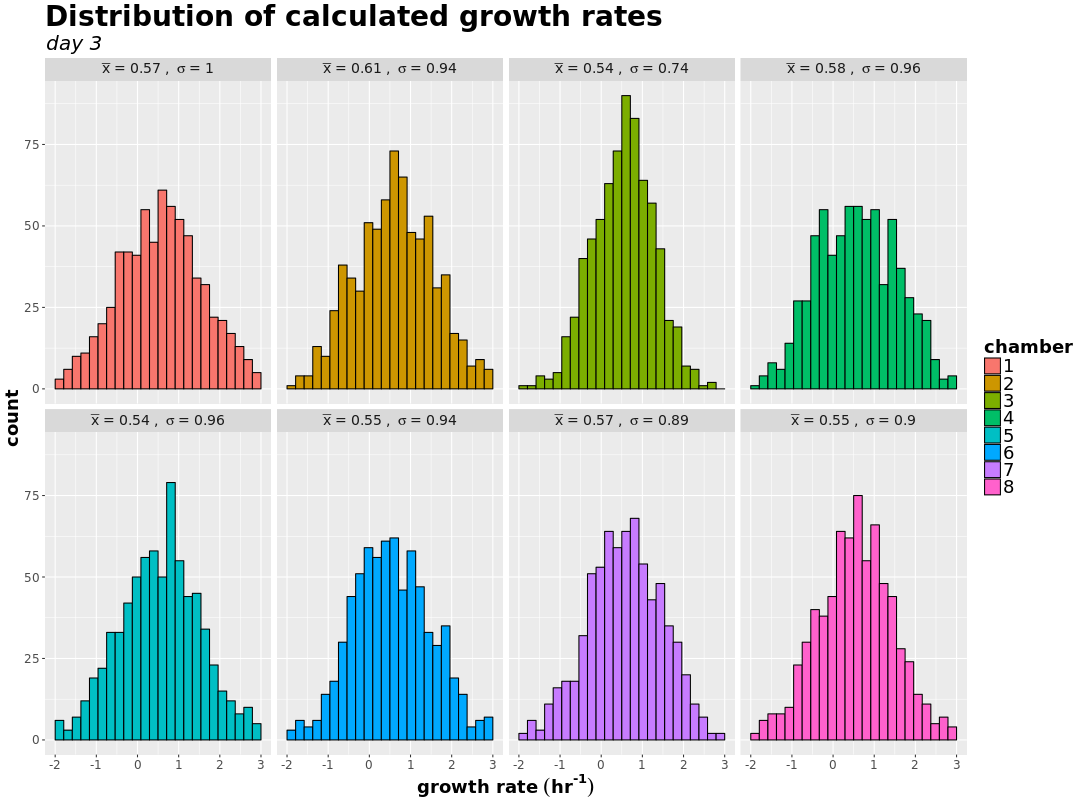 Distribution of calculated growth rates
day 3
x̅ = 0.57 , σ = 1
x̅ = 0.61 , σ = 0.94
x̅ = 0.54 , σ = 0.74
x̅ = 0.58 , σ = 0.96
75
50
25
0
count
x̅ = 0.54 , σ = 0.96
x̅ = 0.55 , σ = 0.94
x̅ = 0.57 , σ = 0.89
x̅ = 0.55 , σ = 0.9
75
50
25
0
-2 -1 0 1 2 3
-2 -1 0 1 2 3
-2 -1 0 1 2 3
-2 -1 0 1 2 3
growth rate (hr⁻¹)
chamber
1
2
3
4
5
6
7
8